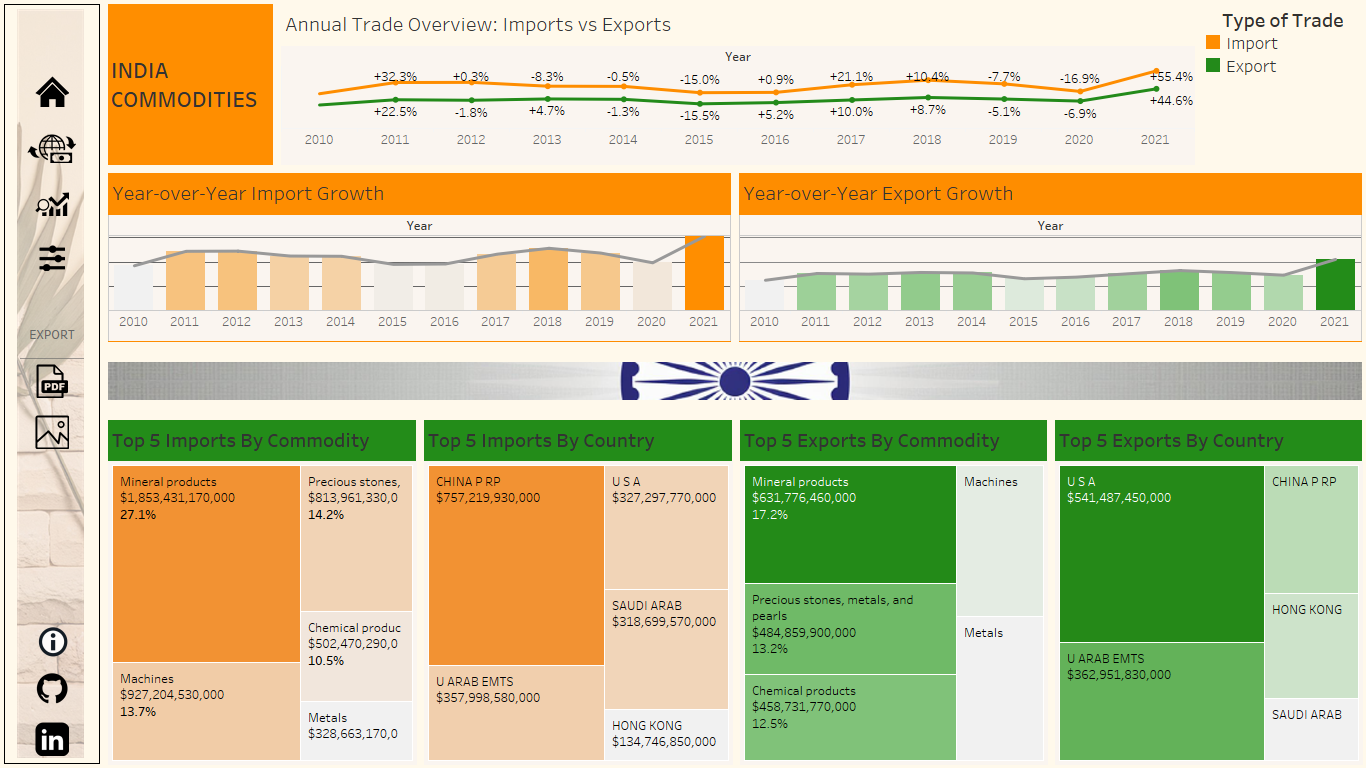 INDIA
COMMODITIES
Annual Trade Overview: Imports vs Exports
Year
+32.3% +0.3% -8.3% -0.5% -15.0% +0.9% +21.1% +10.4% -7.7% -16.9% +55.4%
+22.5% -1.8% +4.7% -1.3% -15.5% +5.2% +10.0% +8.7% -5.1% -6.9% +44.6%
2010 2011 2012 2013 2014 2015 2016 2017 2018 2019 2020 2021
Type of Trade
Import
Export
Year-over-Year Import Growth
Year
2010 2011 2012 2013 2014 2015 2016 2017 2018 2019 2020 2021
Year-over-Year Export Growth
Year
2010 2011 2012 2013 2014 2015 2016 2017 2018 2019 2020 2021
EXPORT
PDF
Top 5 Imports By Commodity
Mineral products
$1,853,431,170,000
27.1%
Machines
$927,204,530,000
13.7%
Precious stones,
$813,961,330,0
14.2%
Chemical produc
$502,470,290,0
10.5%
Metals
$328,663,170,0
Top 5 Imports By Country
CHINA P RP
$757,219,930,000
U ARAB EMTS
$357,998,580,000
U S A
$327,297,770,000
SAUDI ARAB
$318,699,570,000
HONG KONG
$134,746,850,000
Top 5 Exports By Commodity
Mineral products
$631,776,460,000
17.2%
Precious stones, metals, and
pearls
$484,859,900,000
13.2%
Chemical products
$458,731,770,000
12.5%
Machines
Metals
Top 5 Exports By Country
U S A
$541,487,450,000
U ARAB EMTS
$362,951,830,000
CHINA P RP
HONG KONG
SAUDI ARAB
in